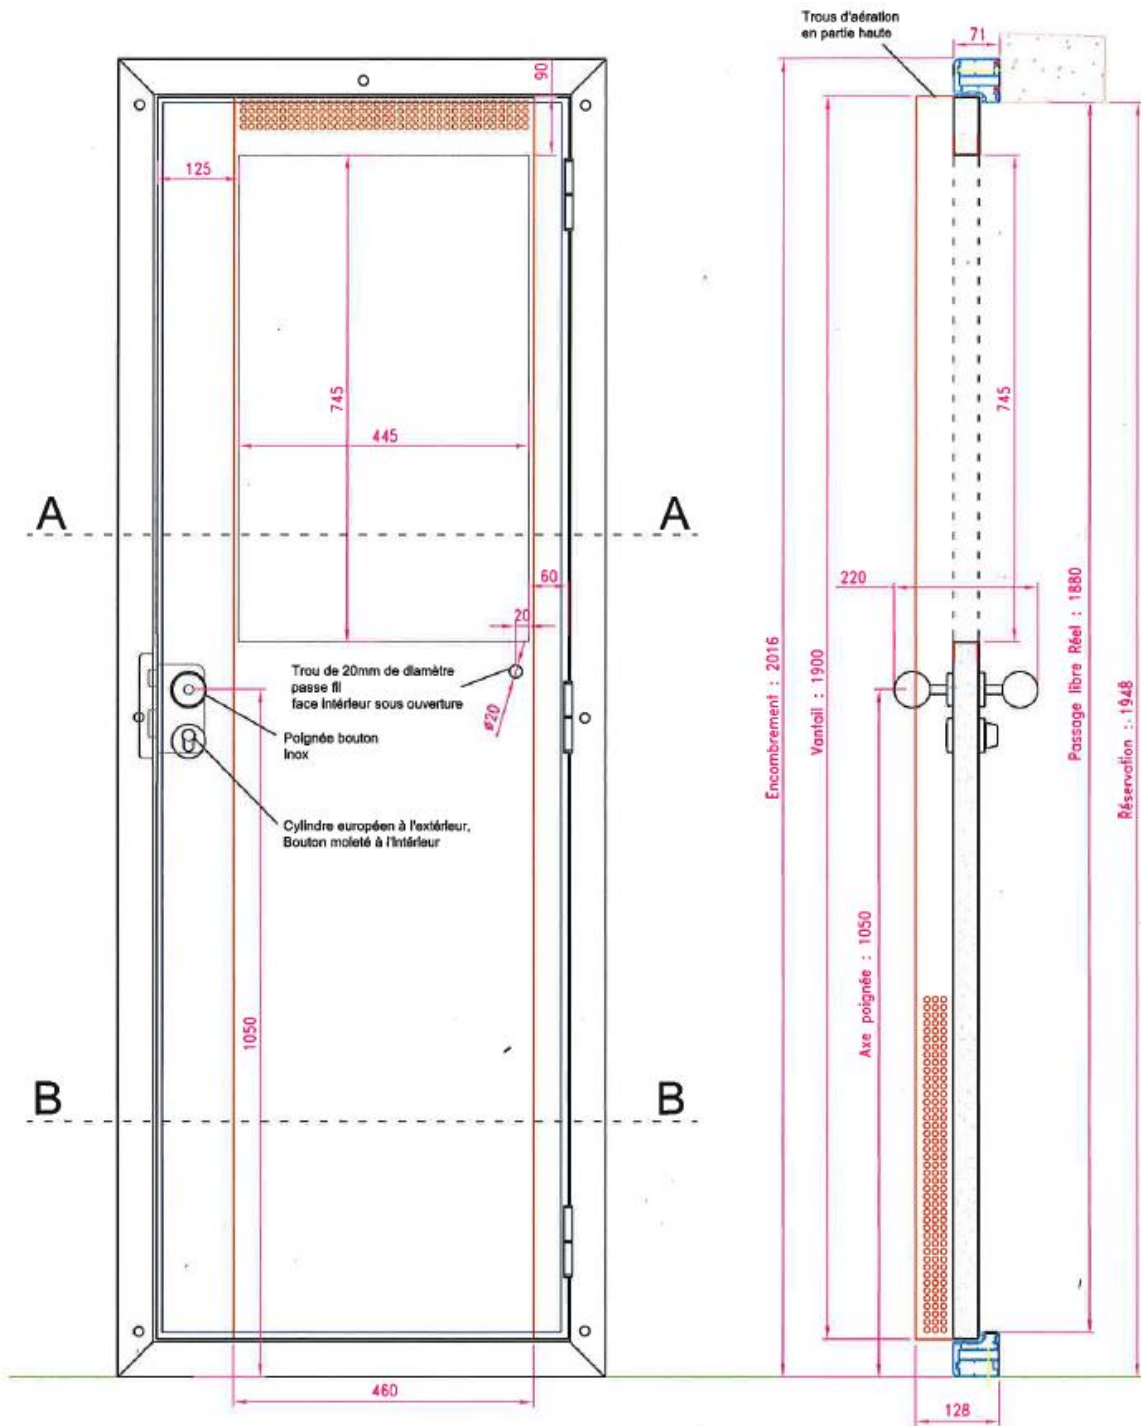 Trous d'aération
en partie haute
71
90
125
745
445
745
A
A
60
220
20
Trou de 20mm de diamètre
passe fil
face Intérieur sous ouverture
ø20
Poignée bouton
Inox
Cylindre européen à l'extérieur,
Bouton moleté à l'Intérieur
Encombrement : 2016
Vantail : 1900
Passage libre Réel : 1880
Réservation : 1948
Axe poignée : 1050
1050
B
B
460
128